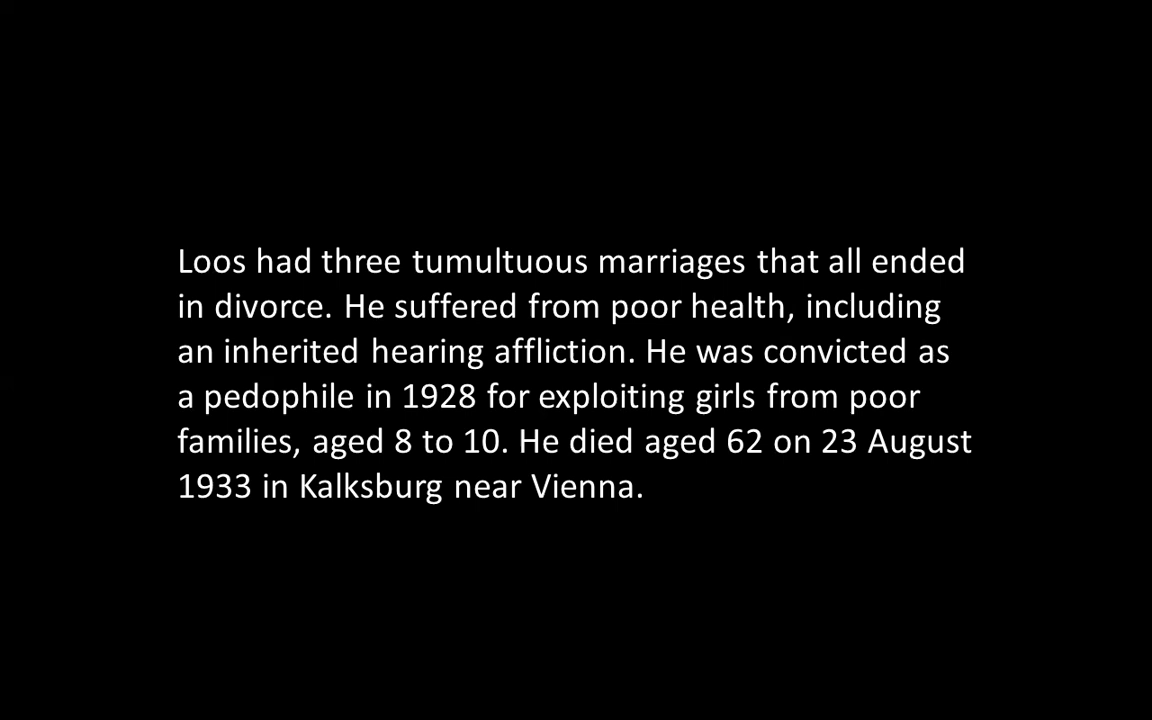 Loos had three tumultuous marriages that all ended
in divorce. He suffered from poor health, including
an inherited hearing affliction. He was convicted as
a pedophile in 1928 for exploiting girls from poor
families, aged 8 to 10. He died aged 62 on 23 August
1933 in Kalksburg near Vienna.